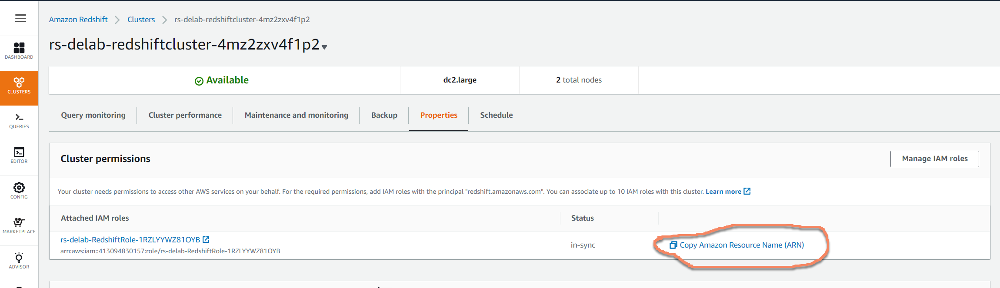 Amazon Redshift > Clusters > rs-delab-redshiftcluster-4mz2zxv4f1p2
rs-delab-redshiftcluster-4mz2zxv4f1p2
DASHBOARD
Available dc2.large 2 total nodes
CLUSTERS
Query monitoring Cluster performance Maintenance and monitoring Backup Properties Schedule
QUERIES
Cluster permissions Manage IAM roles
EDITOR
Your cluster needs permissions to access other AWS services on your behalf. For the required permissions, add IAM roles with the principal "redshift.amazonaws.com". You can associate up to 10 IAM roles with this cluster. Learn more
CONFIG
Attached IAM roles Status
MARKETPLACE
rs-delab-RedshiftRole-1RZLYYWZ81OYB
in-sync Copy Amazon Resource Name (ARN)
arn:aws:iam::413094830157:role/rs-delab-RedshiftRole-1RZLYYWZ81OYB
ADVISOR